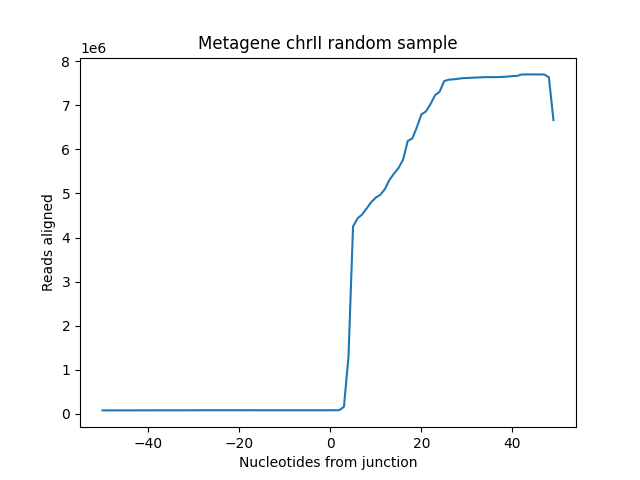 Metagene chrII random sample
1e6
8
7
6
5
4
3
2
1
0
Reads aligned
−40 −20 0 20 40
Nucleotides from junction